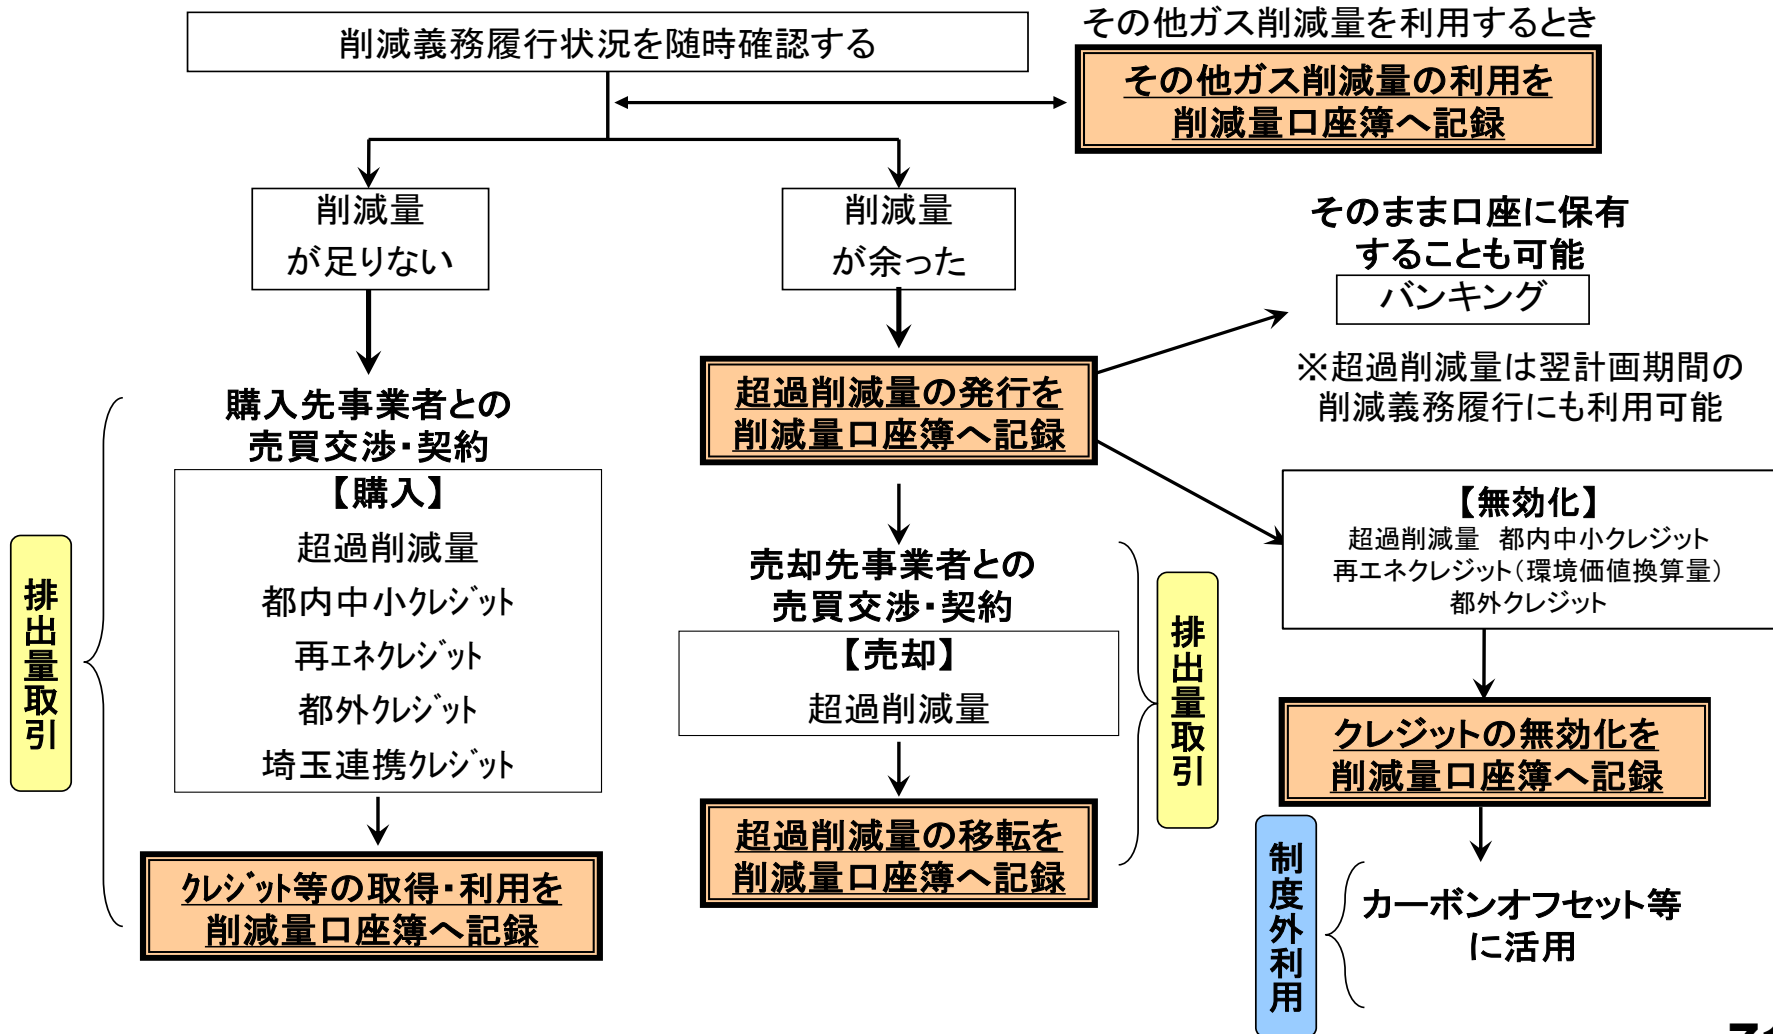 削減義務履行状況を随時確認する
その他ガス削減量を利用するとき
その他ガス削減量の利用を
削減量口座簿へ記録
削減量
が足りない
削減量
が余った
そのまま口座に保有
することも可能
バンキング
※超過削減量は翌計画期間の
削減義務履行にも利用可能
購入先事業者との
売買交渉・契約
【購入】
超過削減量
都内中小ｸﾚｼﾞｯﾄ
再ｴﾈｸﾚｼﾞｯﾄ
都外ｸﾚｼﾞｯﾄ
埼玉連携ｸﾚｼﾞｯﾄ
排出量取引
ｸﾚｼﾞｯﾄ等の取得・利用を
削減量口座簿へ記録
超過削減量の発行を
削減量口座簿へ記録
売却先事業者との
売買交渉・契約
【売却】
超過削減量
排出量取引
超過削減量の移転を
削減量口座簿へ記録
【無効化】
超過削減量　都内中小クレジット
再エネクレジット（環境価値換算量）
都外クレジット
クレジットの無効化を
削減量口座簿へ記録
制度外利用
カーボンオフセット等
に活用